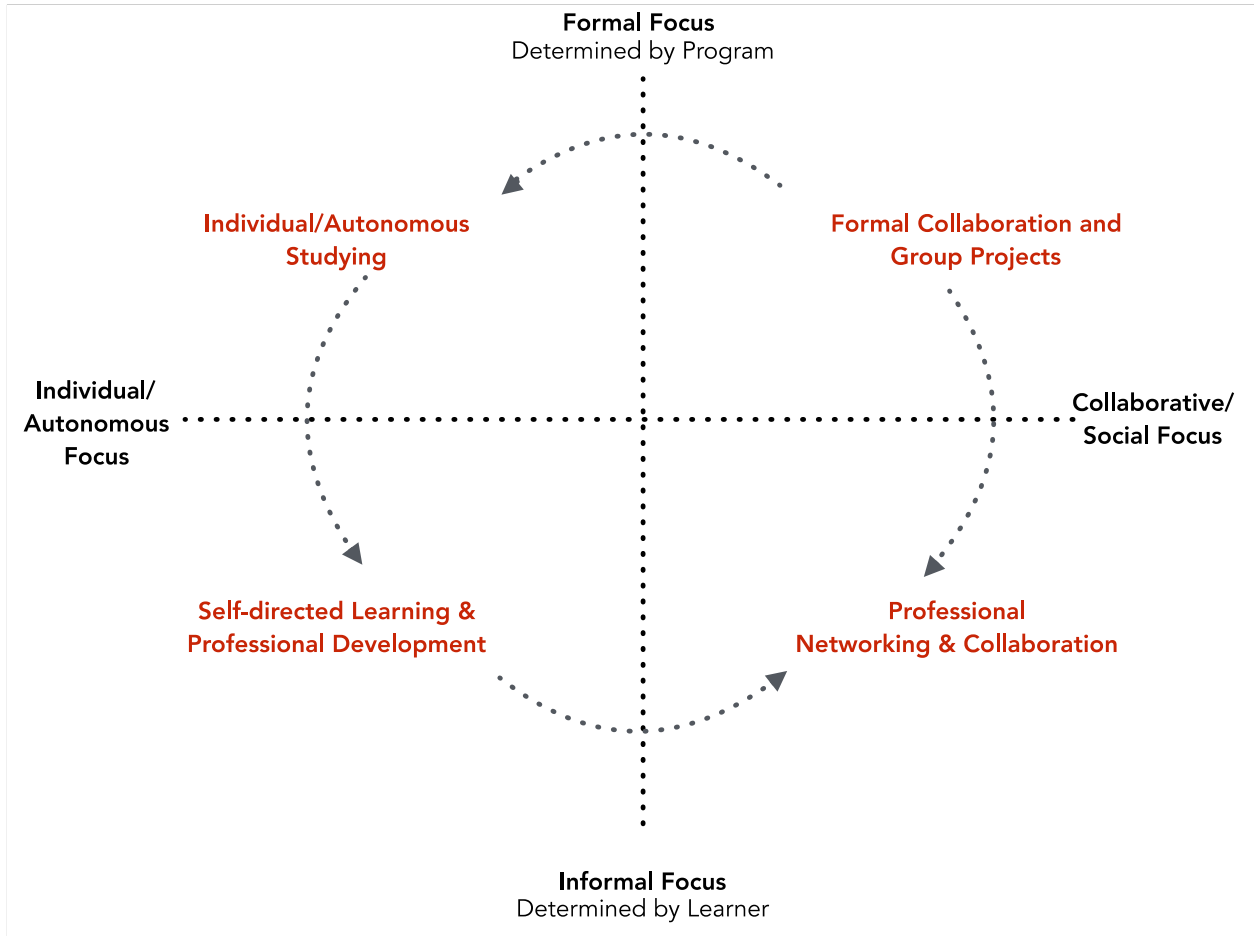 Formal Focus
Determined by Program
Individual/Autonomous
Studying
Formal Collaboration and
Group Projects
Individual/
Autonomous
Focus
Collaborative/
Social Focus
Self-directed Learning &
Professional Development
Professional
Networking & Collaboration
Informal Focus
Determined by Learner